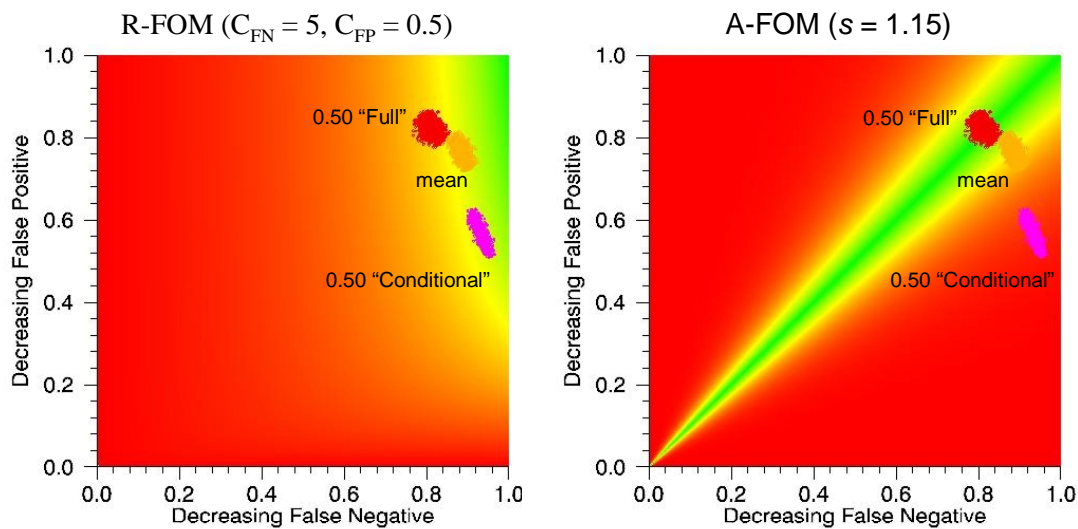 R-FOM (C_FN = 5, C_FP = 0.5)
1.0
0.8
0.6
0.4
0.2
0.0
Decreasing False Positive
0.50 “Full”
mean
0.50 “Conditional”
0.0 0.2 0.4 0.6 0.8 1.0
Decreasing False Negative
A-FOM (s = 1.15)
1.0
0.8
0.6
0.4
0.2
0.0
Decreasing False Positive
0.50 “Full”
mean
0.50 “Conditional”
0.0 0.2 0.4 0.6 0.8 1.0
Decreasing False Negative